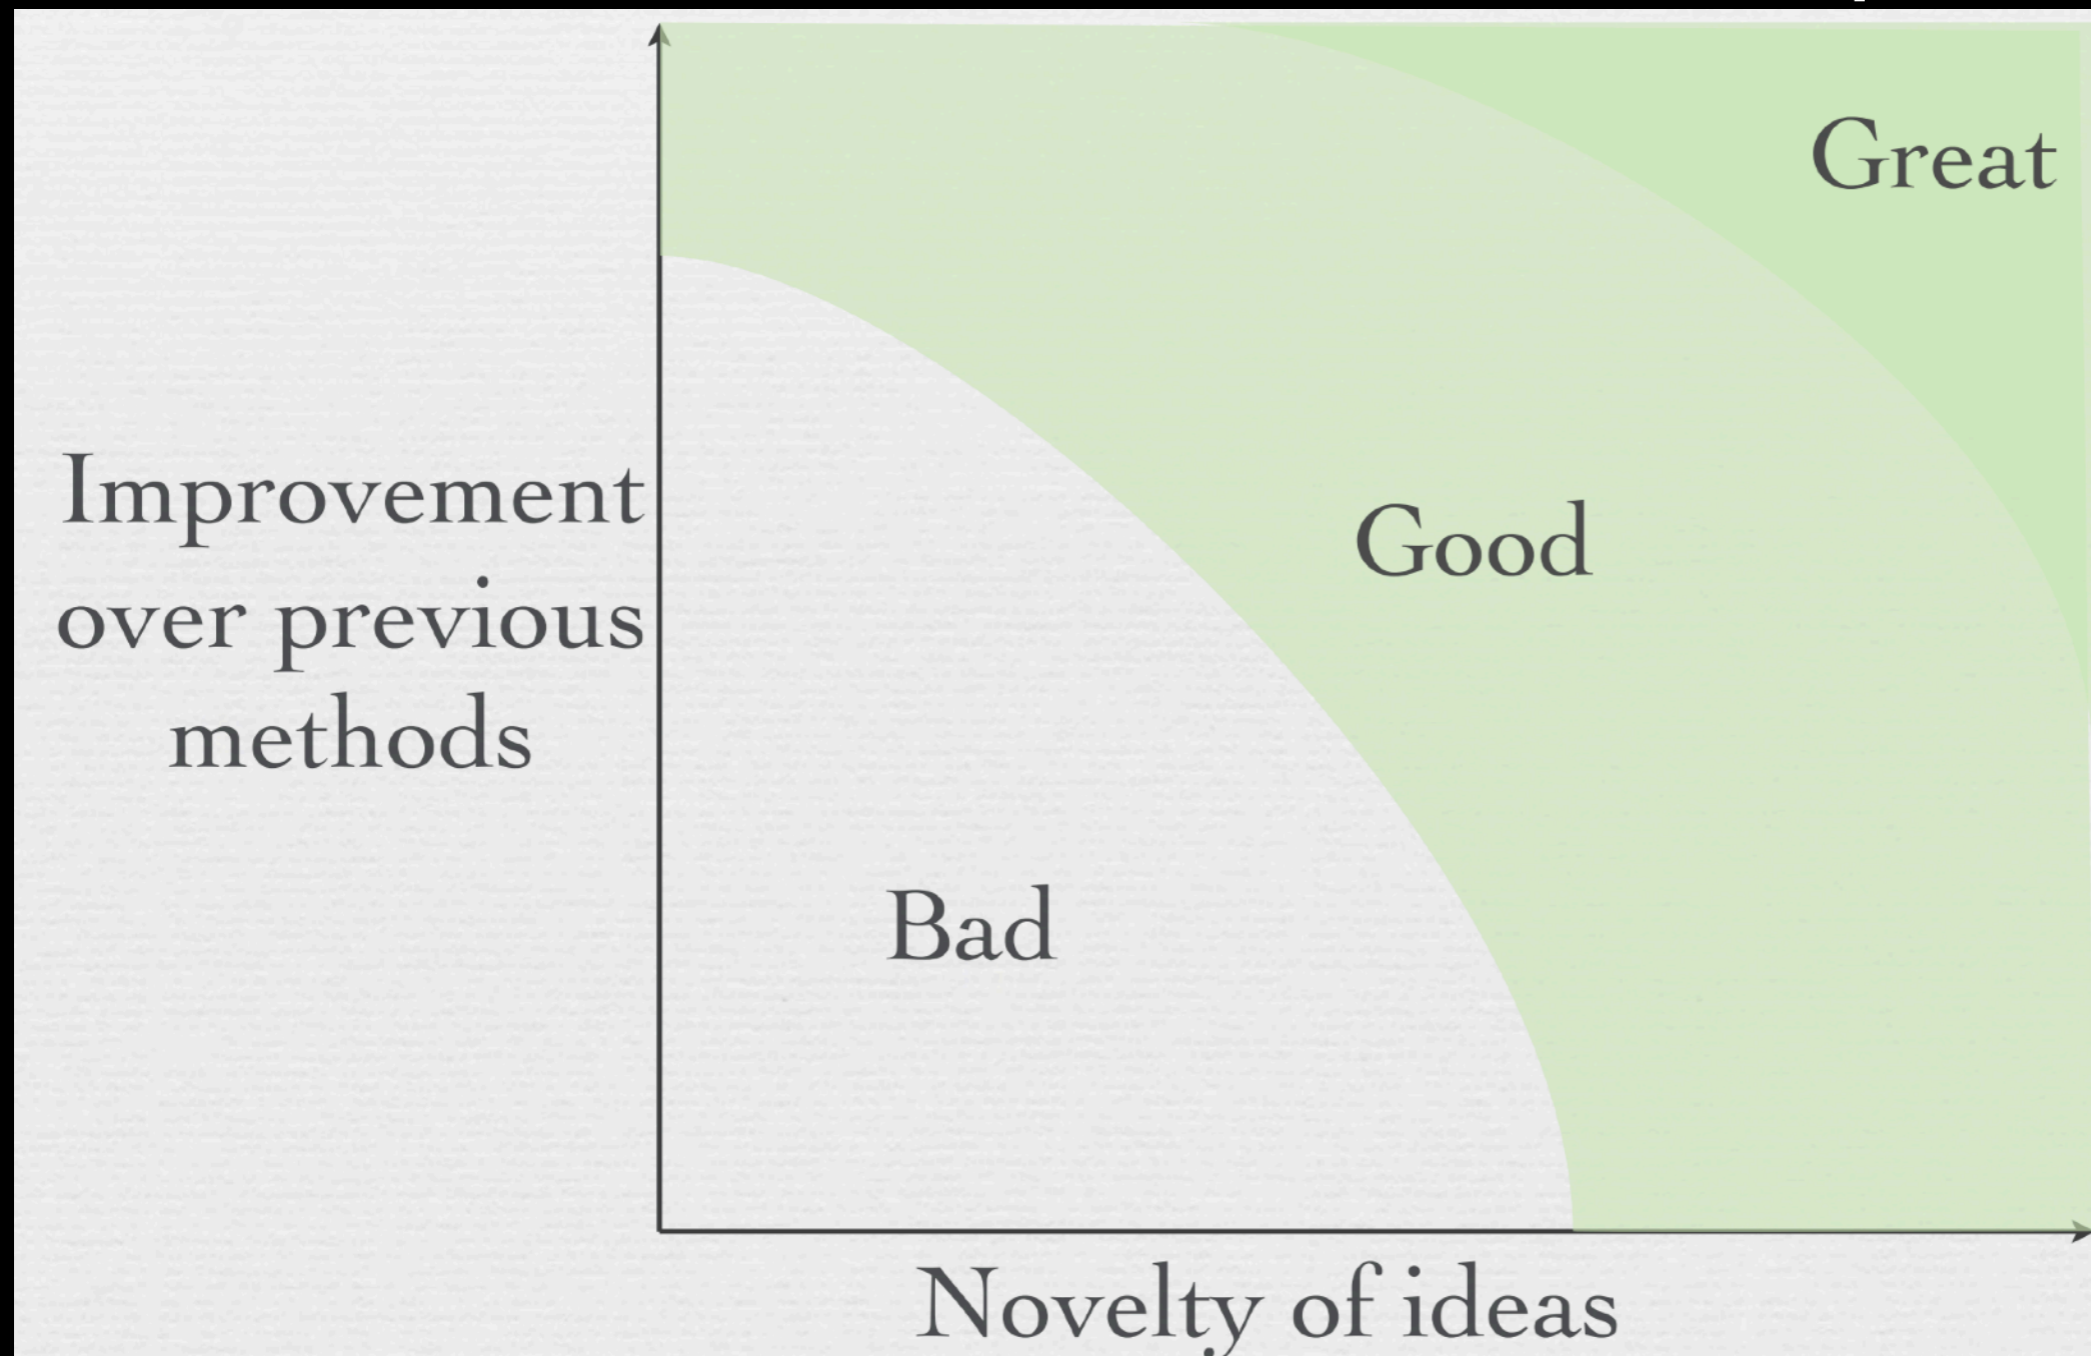 Great
Good
Improvement
over previous
methods
Bad
Novelty of ideas